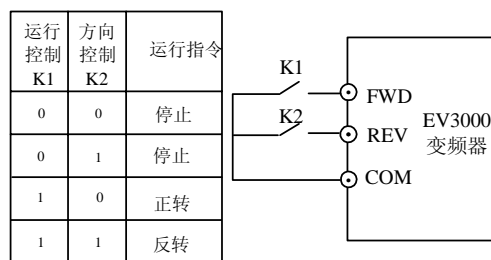 运行 方向 运行指令
控制 控制
K1 K2
0 0 停止
0 1 停止
1 0 正转
1 1 反转
K1
FWD
K2
REV
COM
EV3000
变频器